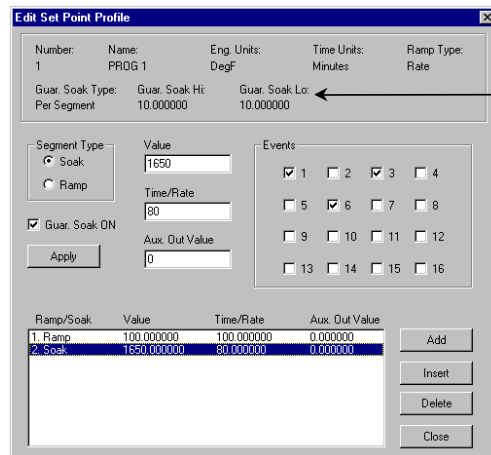 Edit Set Point Profile
Number: Name: Eng. Units: Time Units: Ramp Type:
1 PROG 1 DegF Minutes Rate
Guar. Soak Type: Guar. Soak Hi: Guar. Soak Lo:
Per Segment 10.000000 10.000000
Segment Type
Soak
Ramp
Guar. Soak ON
Apply
Value
1650
Time/Rate
80
Aux. Out Value
0
Events
1 2 3 4
5 6 7 8
9 10 11 12
13 14 15 16
Ramp/Soak Value Time/Rate Aux. Out Value
1. Ramp 100.000000 100.000000 0.000000
2. Soak 1650.000000 80.000000 0.000000
Add
Insert
Delete
Close